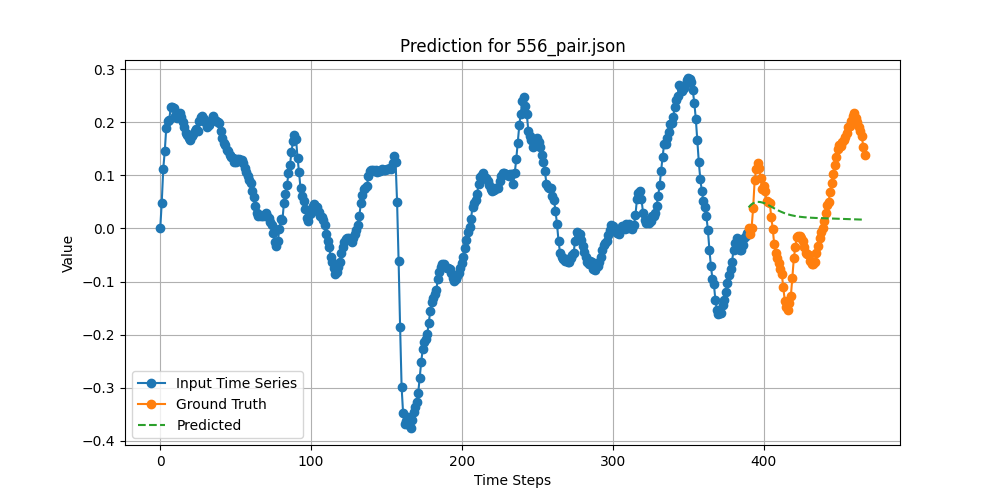 Prediction for 556_pair.json
0.3
0.2
0.1
0.0
−0.1
−0.2
−0.3
−0.4
Value
Input Time Series
Ground Truth
Predicted
0 100 200 300 400
Time Steps